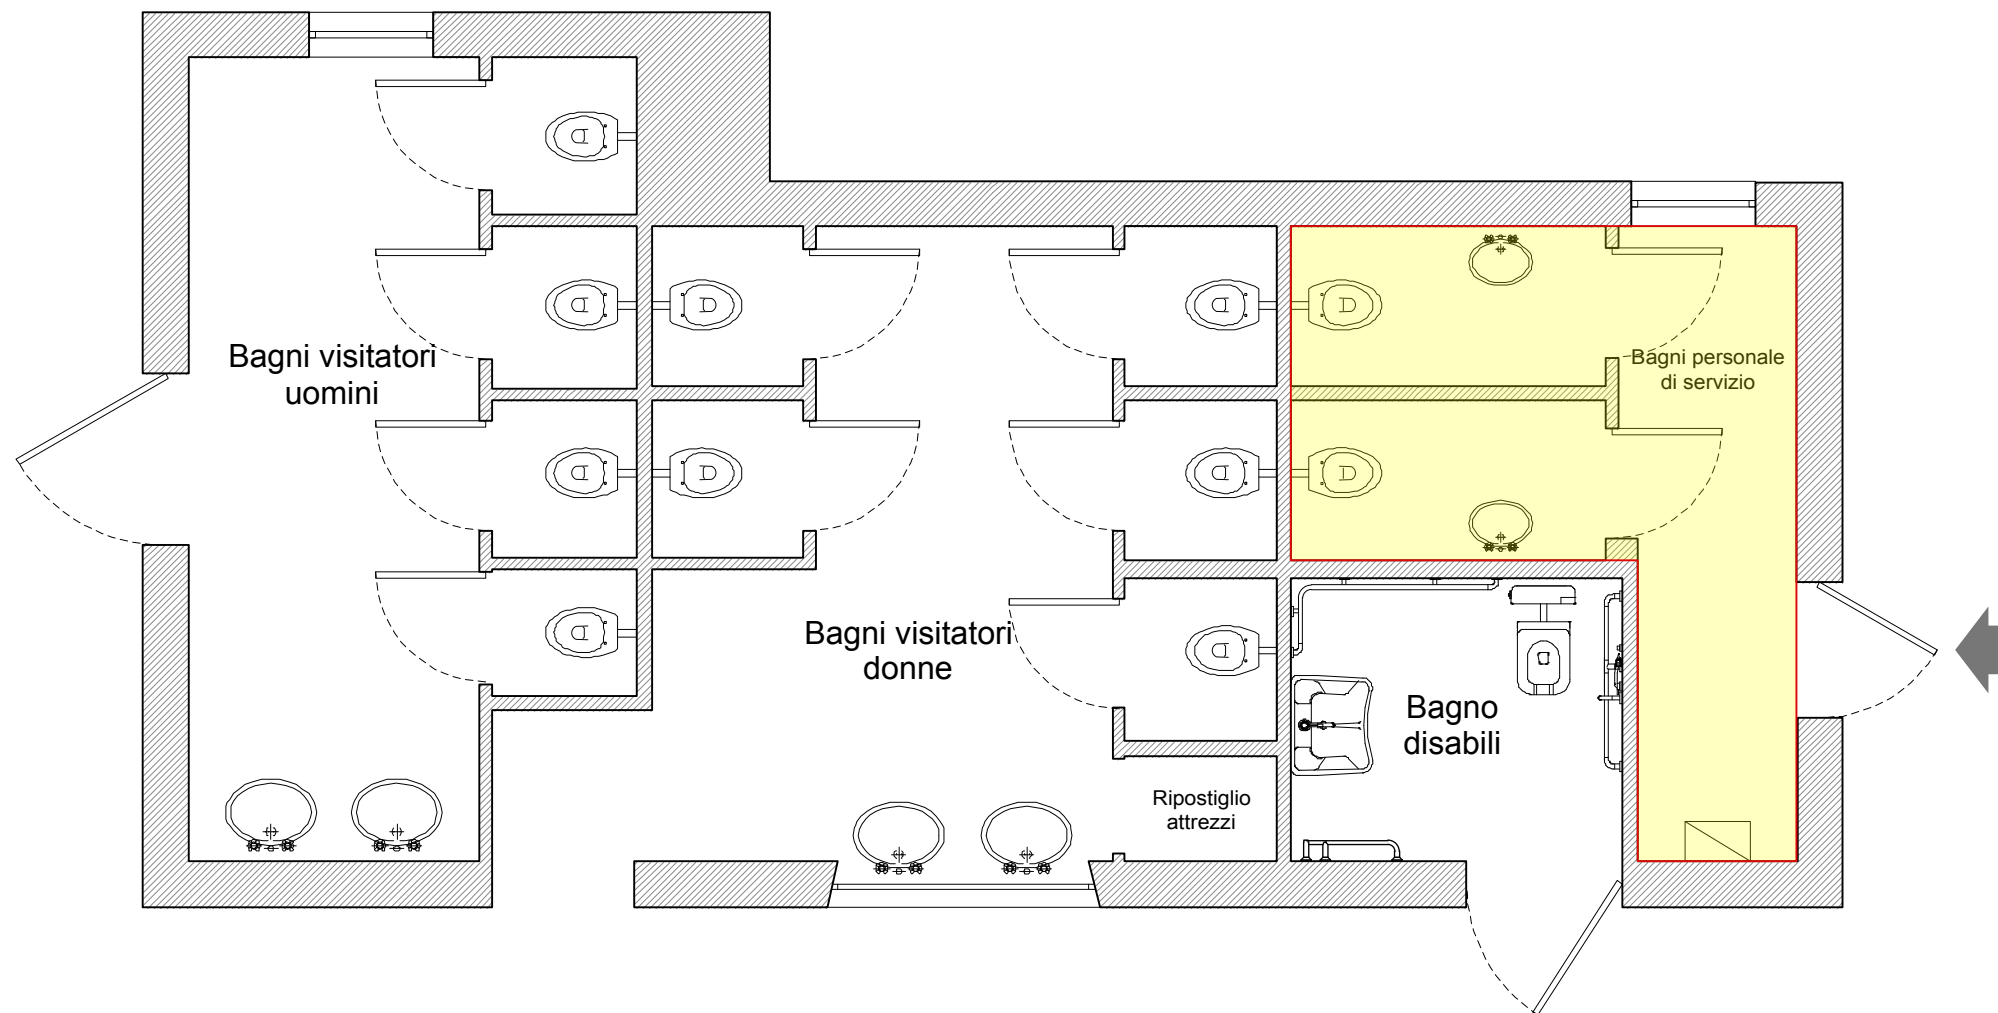 Bagni visitatori
uomini
Bagni personale
di servizio
Bagni visitatori
donne
Bagno
disabili
Ripostiglio
attrezzi